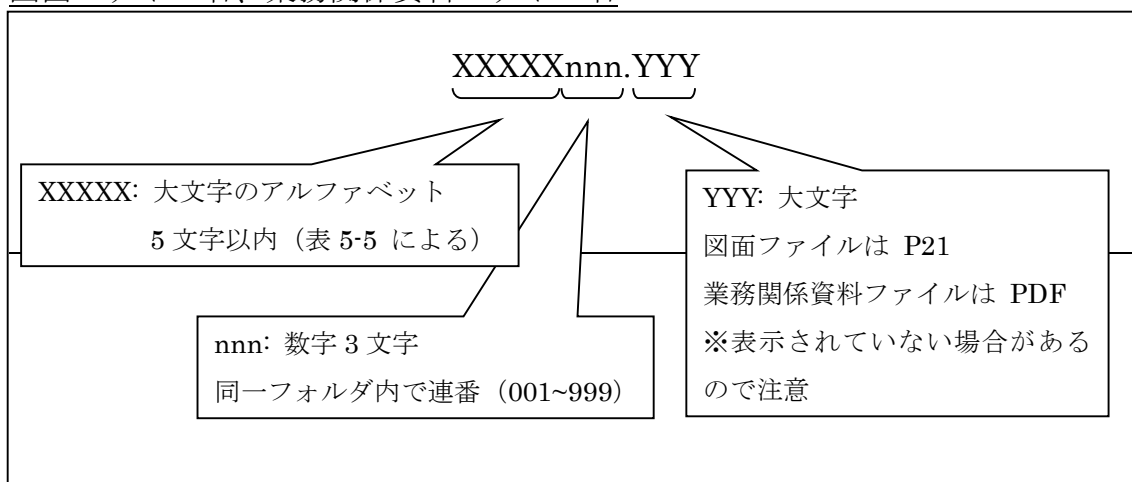 図面ファイル名、業務関係資料ファイル名
XXXXXnnn.YYY
XXXXX: 大文字のアルファベット
5 文字以内（表 5-5 による）
nnn: 数字 3 文字
同一フォルダ内で連番（001~999）
YYY: 大文字
図面ファイルは P21
業務関係資料ファイルは PDF
※表示されていない場合がある
ので注意